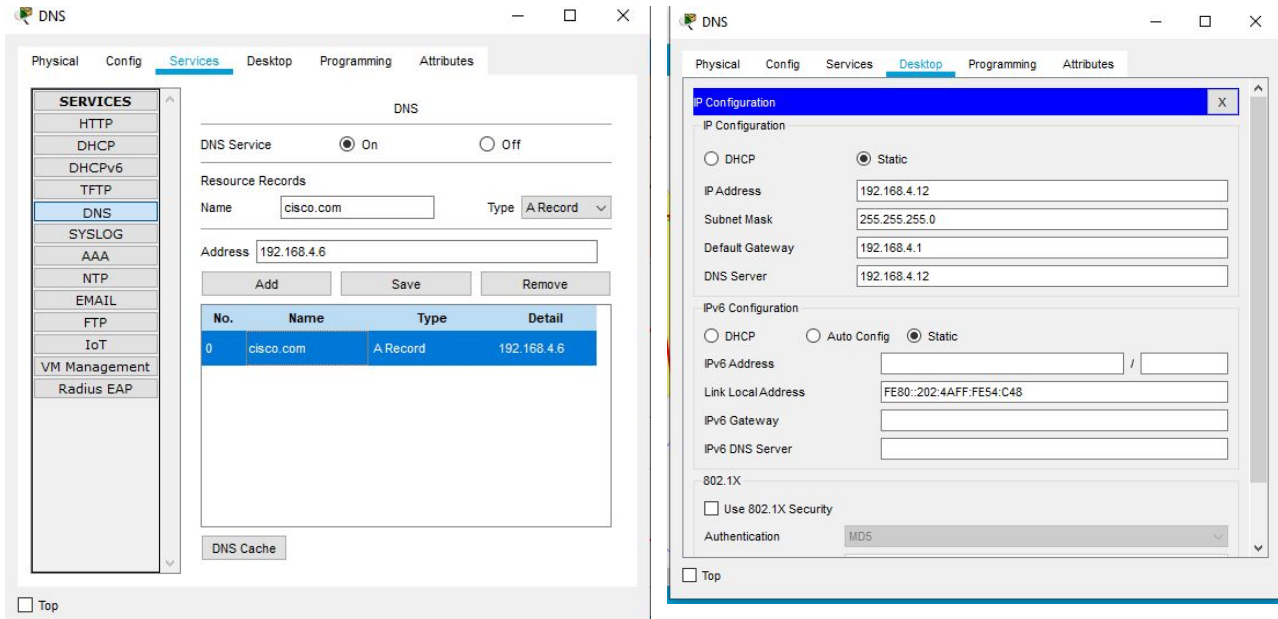 DNS
Physical Config Services Desktop Programming Attributes
SERVICES
HTTP
DHCP
DHCPv6
TFTP
DNS
SYSLOG
AAA
NTP
EMAIL
FTP
IoT
VM Management
Radius EAP
DNS
DNS Service On Off
Resource Records
Name cisco.com Type A Record
Address 192.168.4.6
Add Save Remove
No. Name Type Detail
0 cisco.com A Record 192.168.4.6
DNS Cache
Top
DNS
Physical Config Services Desktop Programming Attributes
IP Configuration X
IP Configuration
DHCP Static
IP Address 192.168.4.12
Subnet Mask 255.255.255.0
Default Gateway 192.168.4.1
DNS Server 192.168.4.12
IPv6 Configuration
DHCP Auto Config Static
IPv6 Address /
Link Local Address FE80::202:4AFF:FE54:C48
IPv6 Gateway
IPv6 DNS Server
802.1X
Use 802.1X Security
Authentication MD5
Top